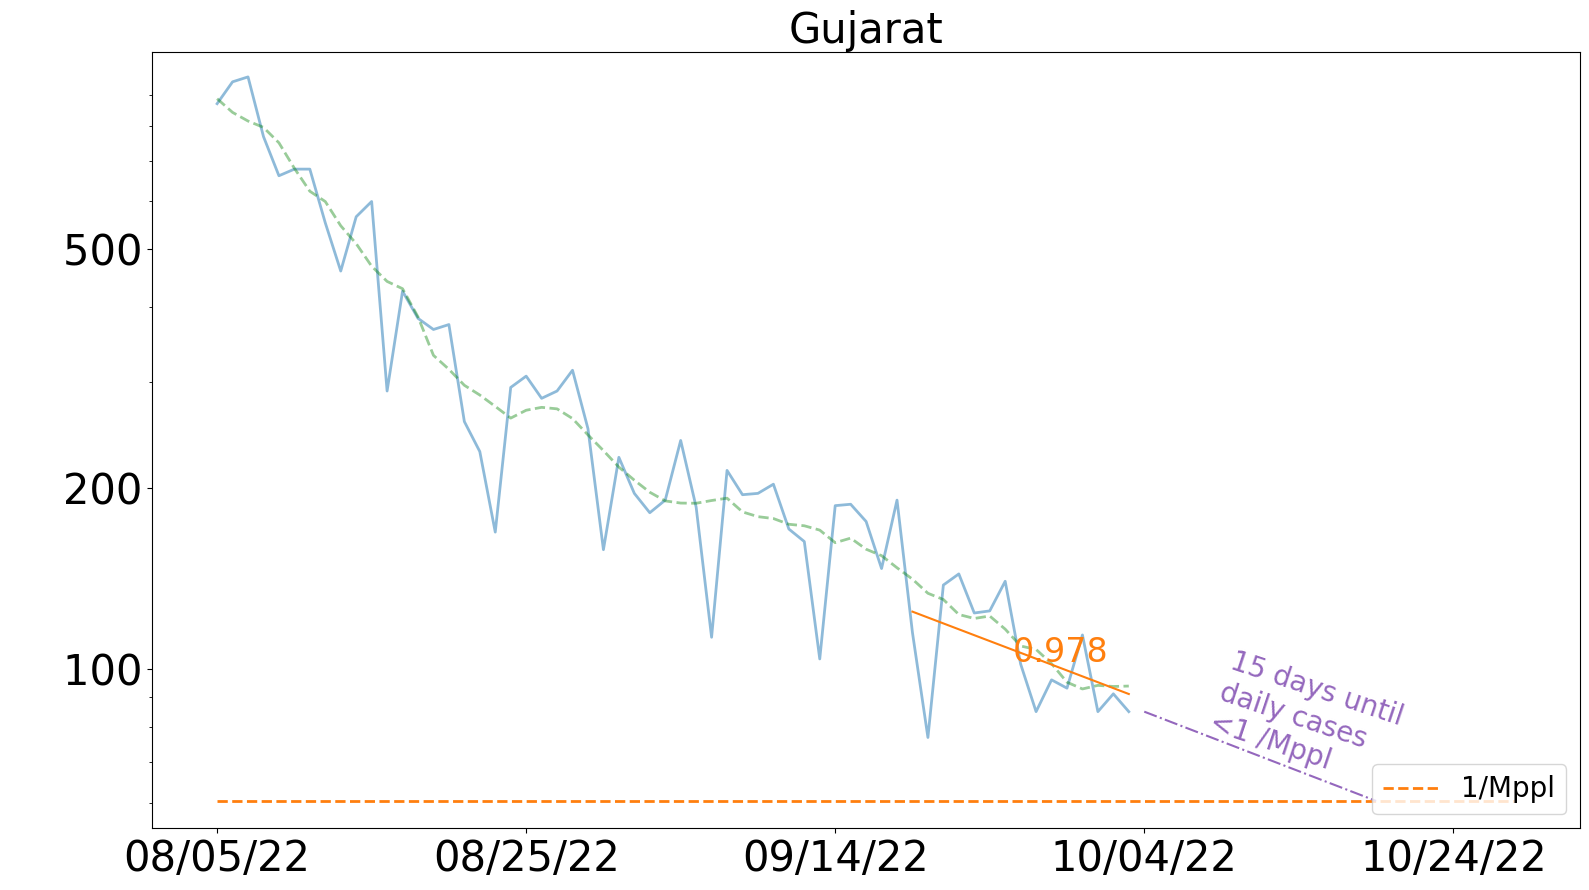 Gujarat
500
200
100
0.978
15 days until
daily cases
<1 /Mppl
1/Mppl
08/05/22
08/25/22
09/14/22
10/04/22
10/24/22